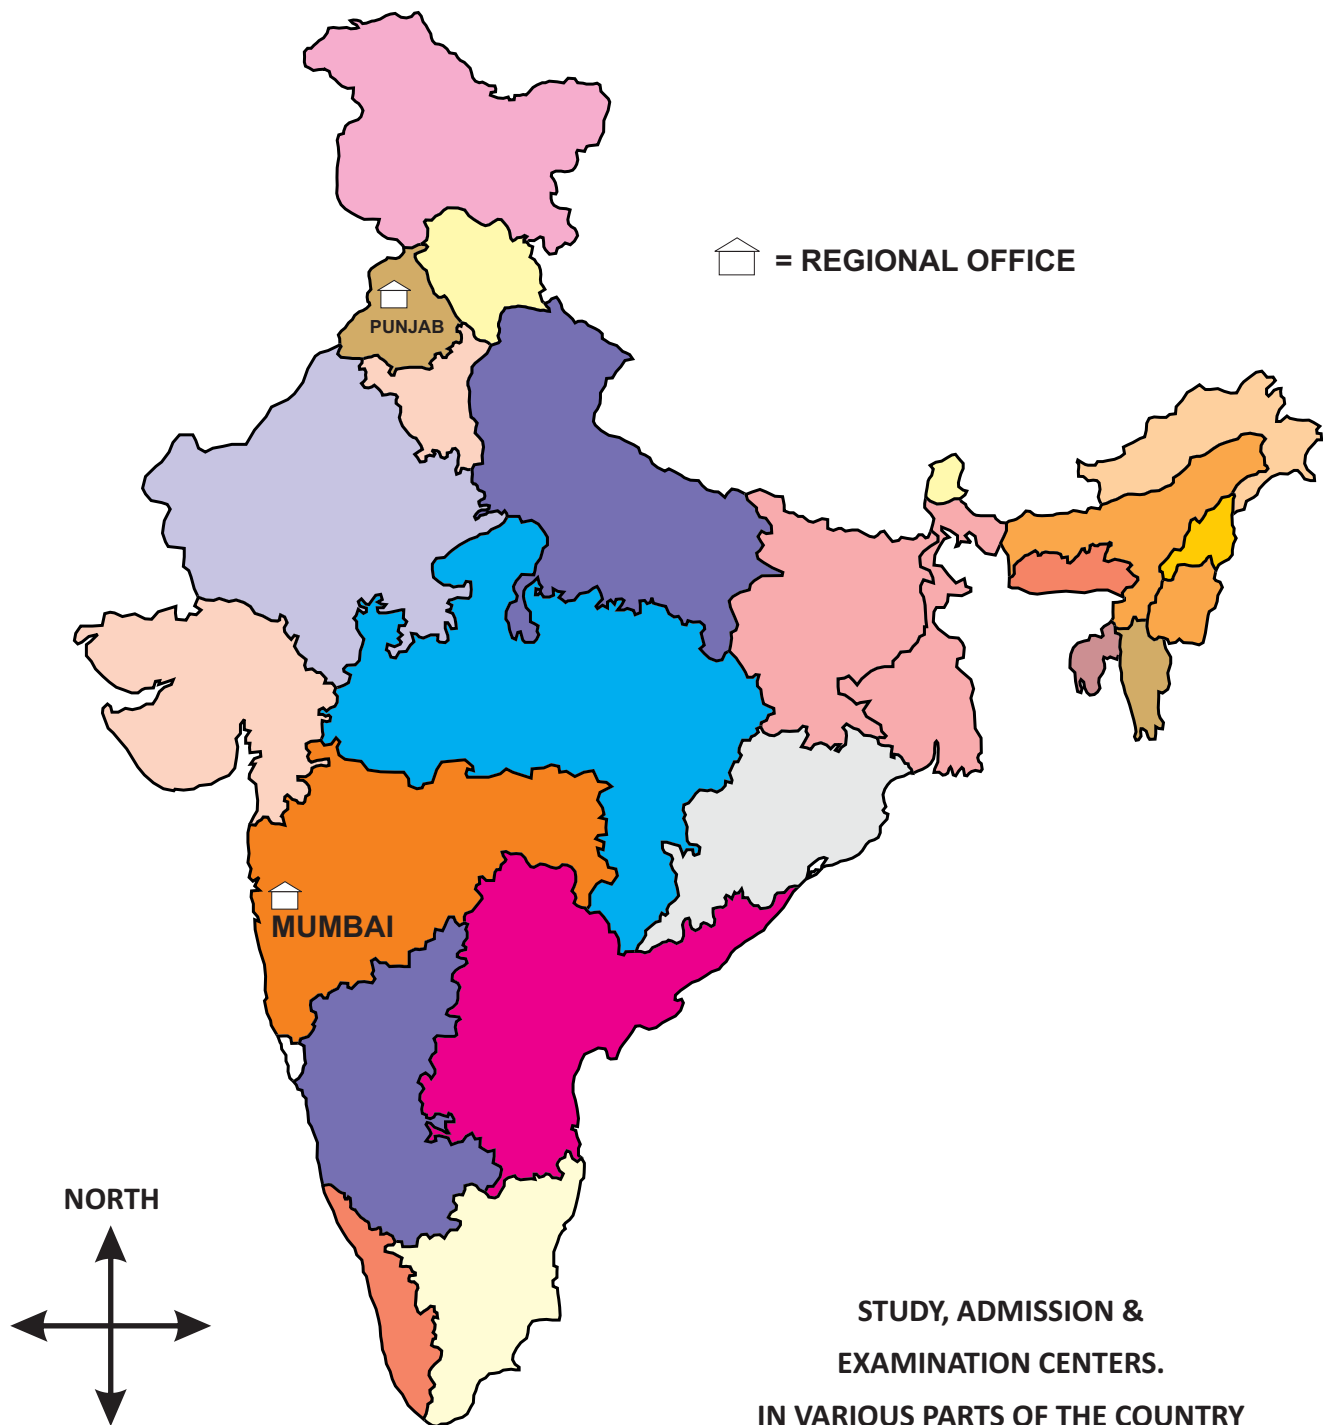 = REGIONAL OFFICE
PUNJAB
MUMBAI
NORTH
STUDY, ADMISSION &
EXAMINATION CENTERS.
IN VARIOUS PARTS OF THE COUNTRY